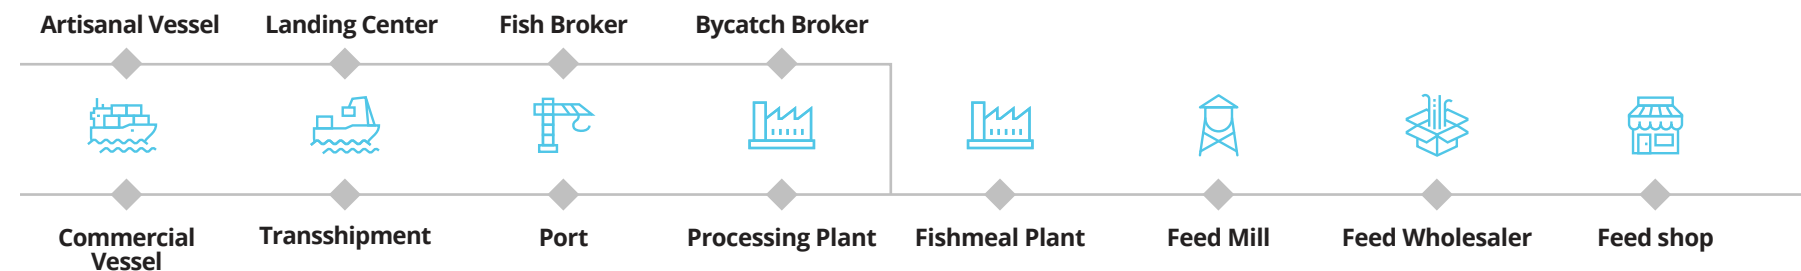 Artisanal Vessel
Landing Center
Fish Broker
Bycatch Broker
Commercial
Vessel
Transshipment
Port
Processing Plant
Fishmeal Plant
Feed Mill
Feed Wholesaler
Feed shop